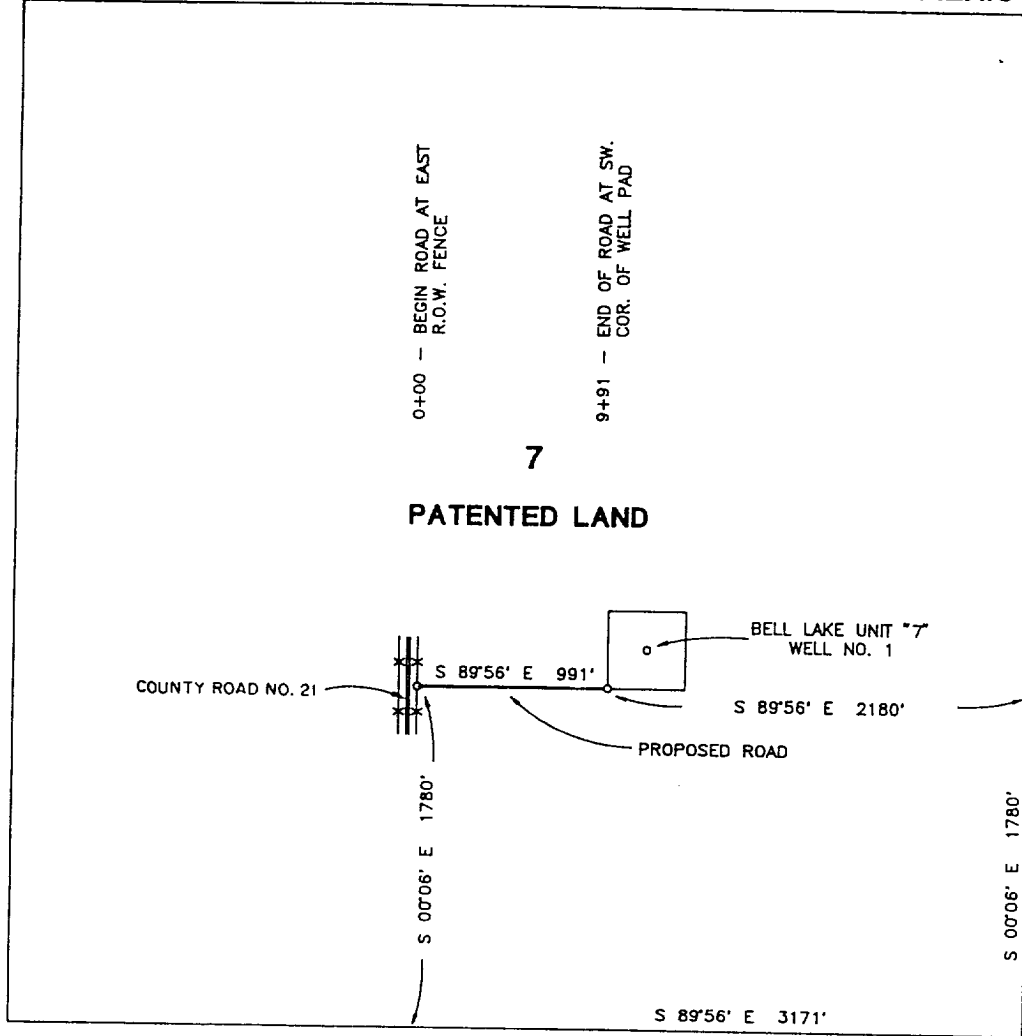 0+00 — BEGIN ROAD AT EAST
R.O.W. FENCE
9+91 — END OF ROAD AT SW.
COR. OF WELL PAD
7
PATENTED LAND
BELL LAKE UNIT "7"
WELL NO. 1
S 89°56' E 991'
COUNTY ROAD NO. 21
S 89°56' E 2180'
PROPOSED ROAD
S 00°06' E 1780'
S 00°06' E 1780'
S 89°56' E 3171'